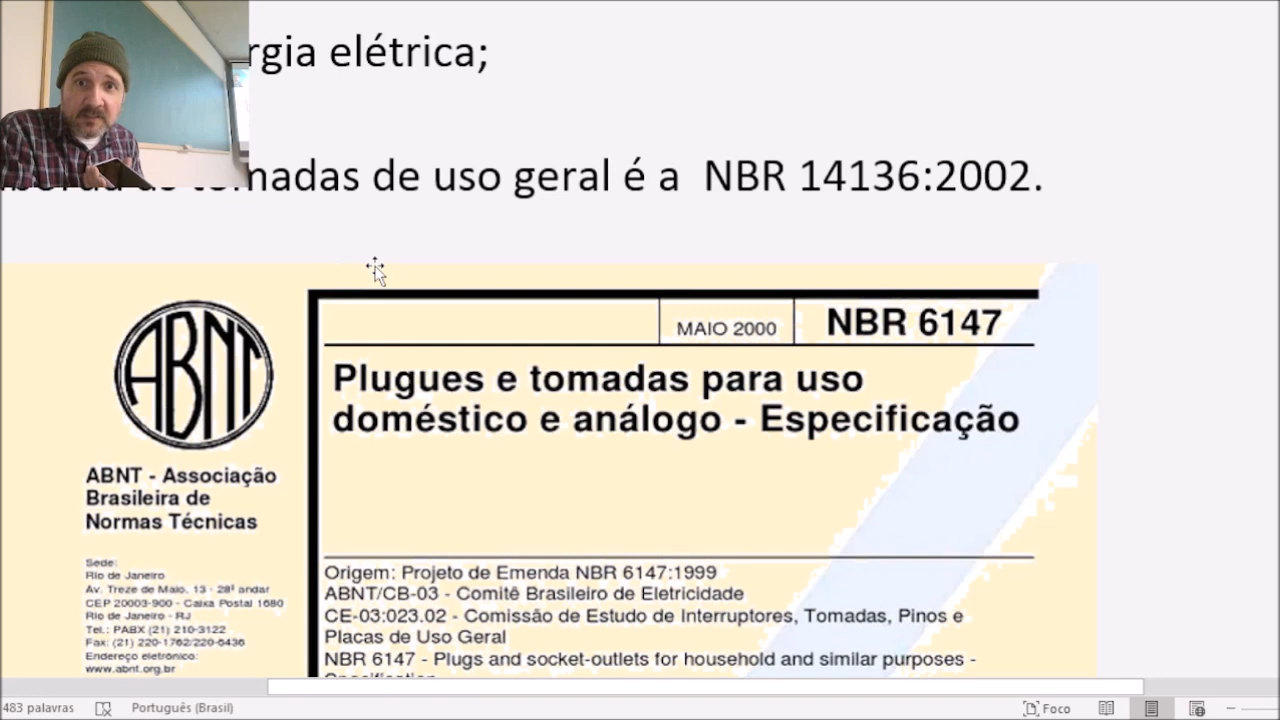 rgia elétrica;
tomadas de uso geral é a NBR 14136:2002.
ABNT
MAIO 2000
NBR 6147
Plugues e tomadas para uso
doméstico e análogo - Especificação
ABNT - Associação
Brasileira de
Normas Técnicas
Sede:
Rio de Janeiro
Av. Treze de Maio, 13 - 28º andar
CEP 20003-900 - Caixa Postal 1680
Rio de Janeiro - RJ
Tel.: PABX (21) 210-3122
Fax: (21) 220-1762/220-6436
Endereço eletrônico:
www.abnt.org.br
Origem: Projeto de Emenda NBR 6147:1999
ABNT/CB-03 - Comitê Brasileiro de Eletricidade
CE-03:023.02 - Comissão de Estudo de Interruptores, Tomadas, Pinos e
Placas de Uso Geral
NBR 6147 - Plugs and socket-outlets for household and similar purposes -
Specification
483 palavras
Português (Brasil)
Foco